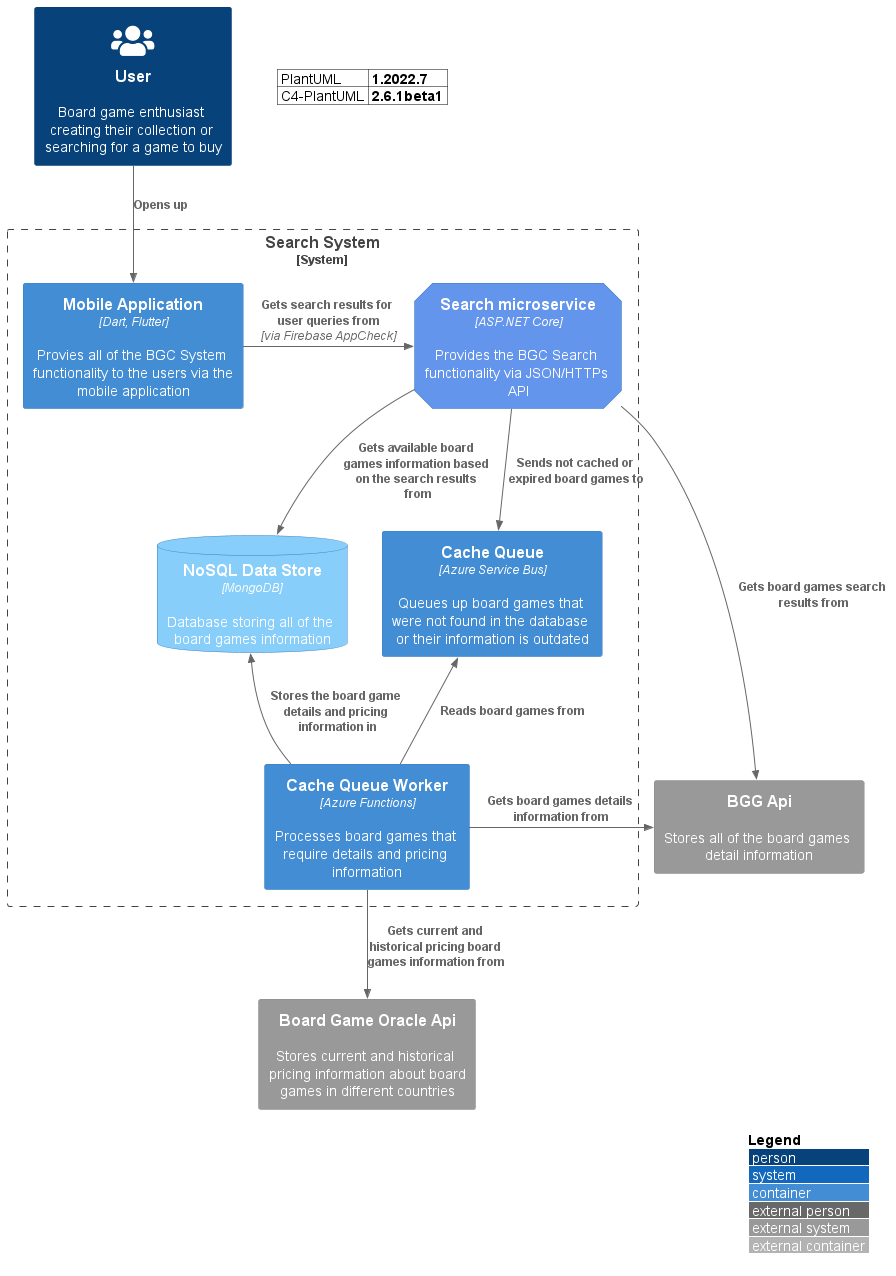 User
Board game enthusiast
creating their collection or
searching for a game to buy
PlantUML 1.2022.7
C4-PlantUML 2.6.1beta1
Opens up
Search System
[System]
Mobile Application
[Dart, Flutter]
Provies all of the BGC System
functionality to the users via the
mobile application
Gets search results for
user queries from
[via Firebase AppCheck]
Search microservice
[ASP.NET Core]
Provides the BGC Search
functionality via JSON/HTTPs
API
Gets available board
games information based
on the search results
from
Sends not cached or
expired board games to
Gets board games search
results from
NoSQL Data Store
[MongoDB]
Database storing all of the
board games information
Cache Queue
[Azure Service Bus]
Queues up board games that
were not found in the database
or their information is outdated
Stores the board game
details and pricing
information in
Reads board games from
Cache Queue Worker
[Azure Functions]
Processes board games that
require details and pricing
information
Gets board games details
information from
BGG Api
Stores all of the board games
detail information
Gets current and
historical pricing board
games information from
Board Game Oracle Api
Stores current and historical
pricing information about board
games in different countries
Legend
person
system
container
external person
external system
external container